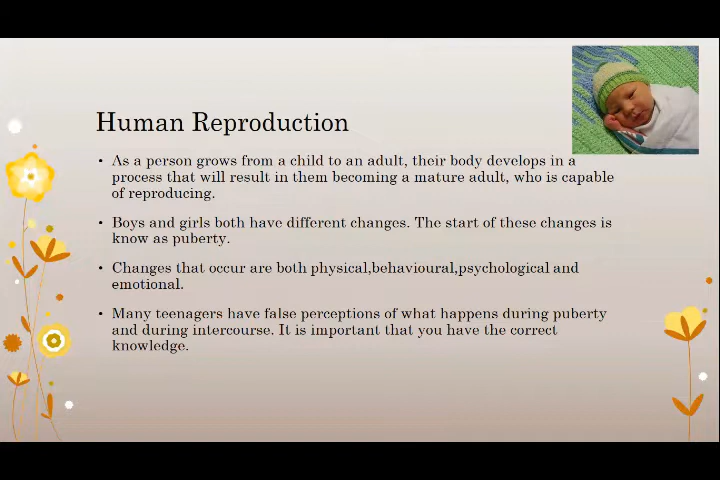 Human Reproduction
• As a person grows from a child to an adult, their body develops in a
process that will result in them becoming a mature adult, who is capable
of reproducing.
• Boys and girls both have different changes. The start of these changes is
know as puberty.
• Changes that occur are both physical,behavioural,psychological and
emotional.
• Many teenagers have false perceptions of what happens during puberty
and during intercourse. It is important that you have the correct
knowledge.